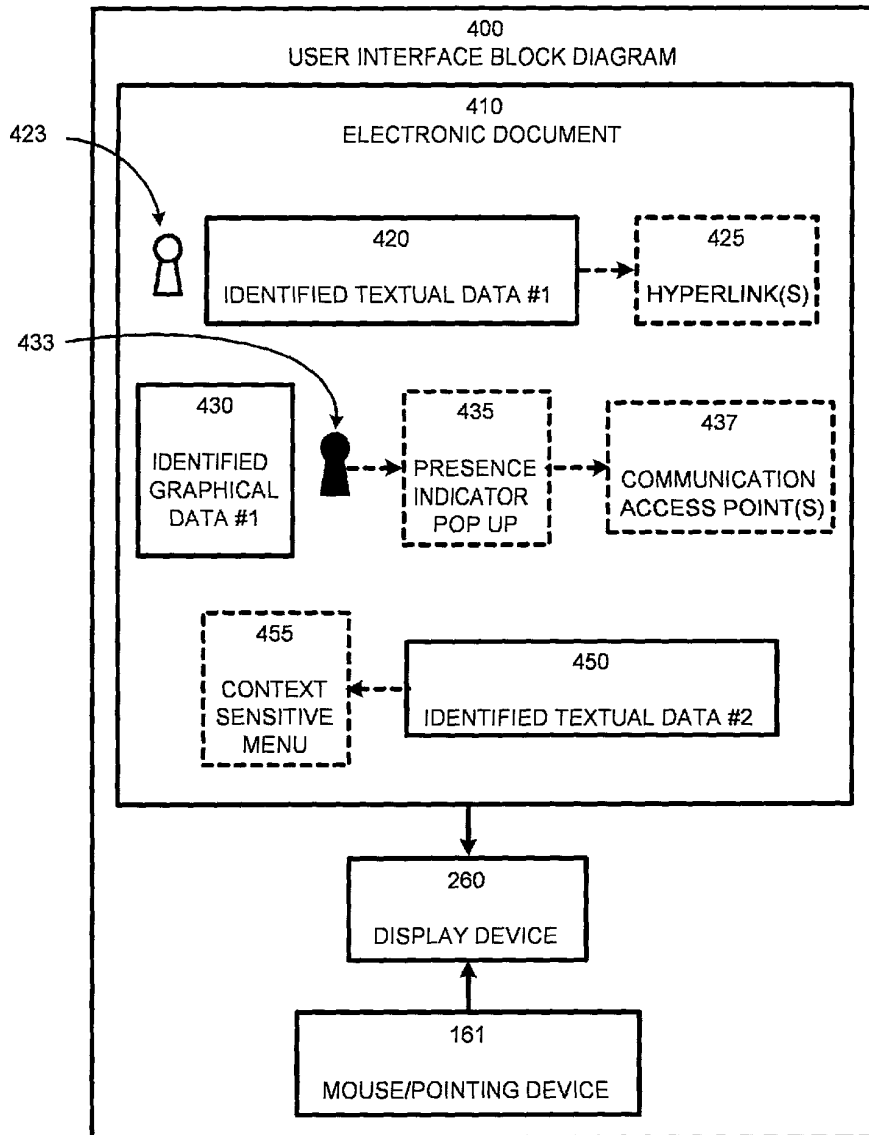 400
USER INTERFACE BLOCK DIAGRAM
410
ELECTRONIC DOCUMENT
423
420
IDENTIFIED TEXTUAL DATA #1
425
HYPERLINK(S)
433
430
IDENTIFIED
GRAPHICAL
DATA #1
435
PRESENCE
INDICATOR
POP UP
437
COMMUNICATION
ACCESS POINT(S)
455
CONTEXT
SENSITIVE
MENU
450
IDENTIFIED TEXTUAL DATA #2
260
DISPLAY DEVICE
161
MOUSE/POINTING DEVICE